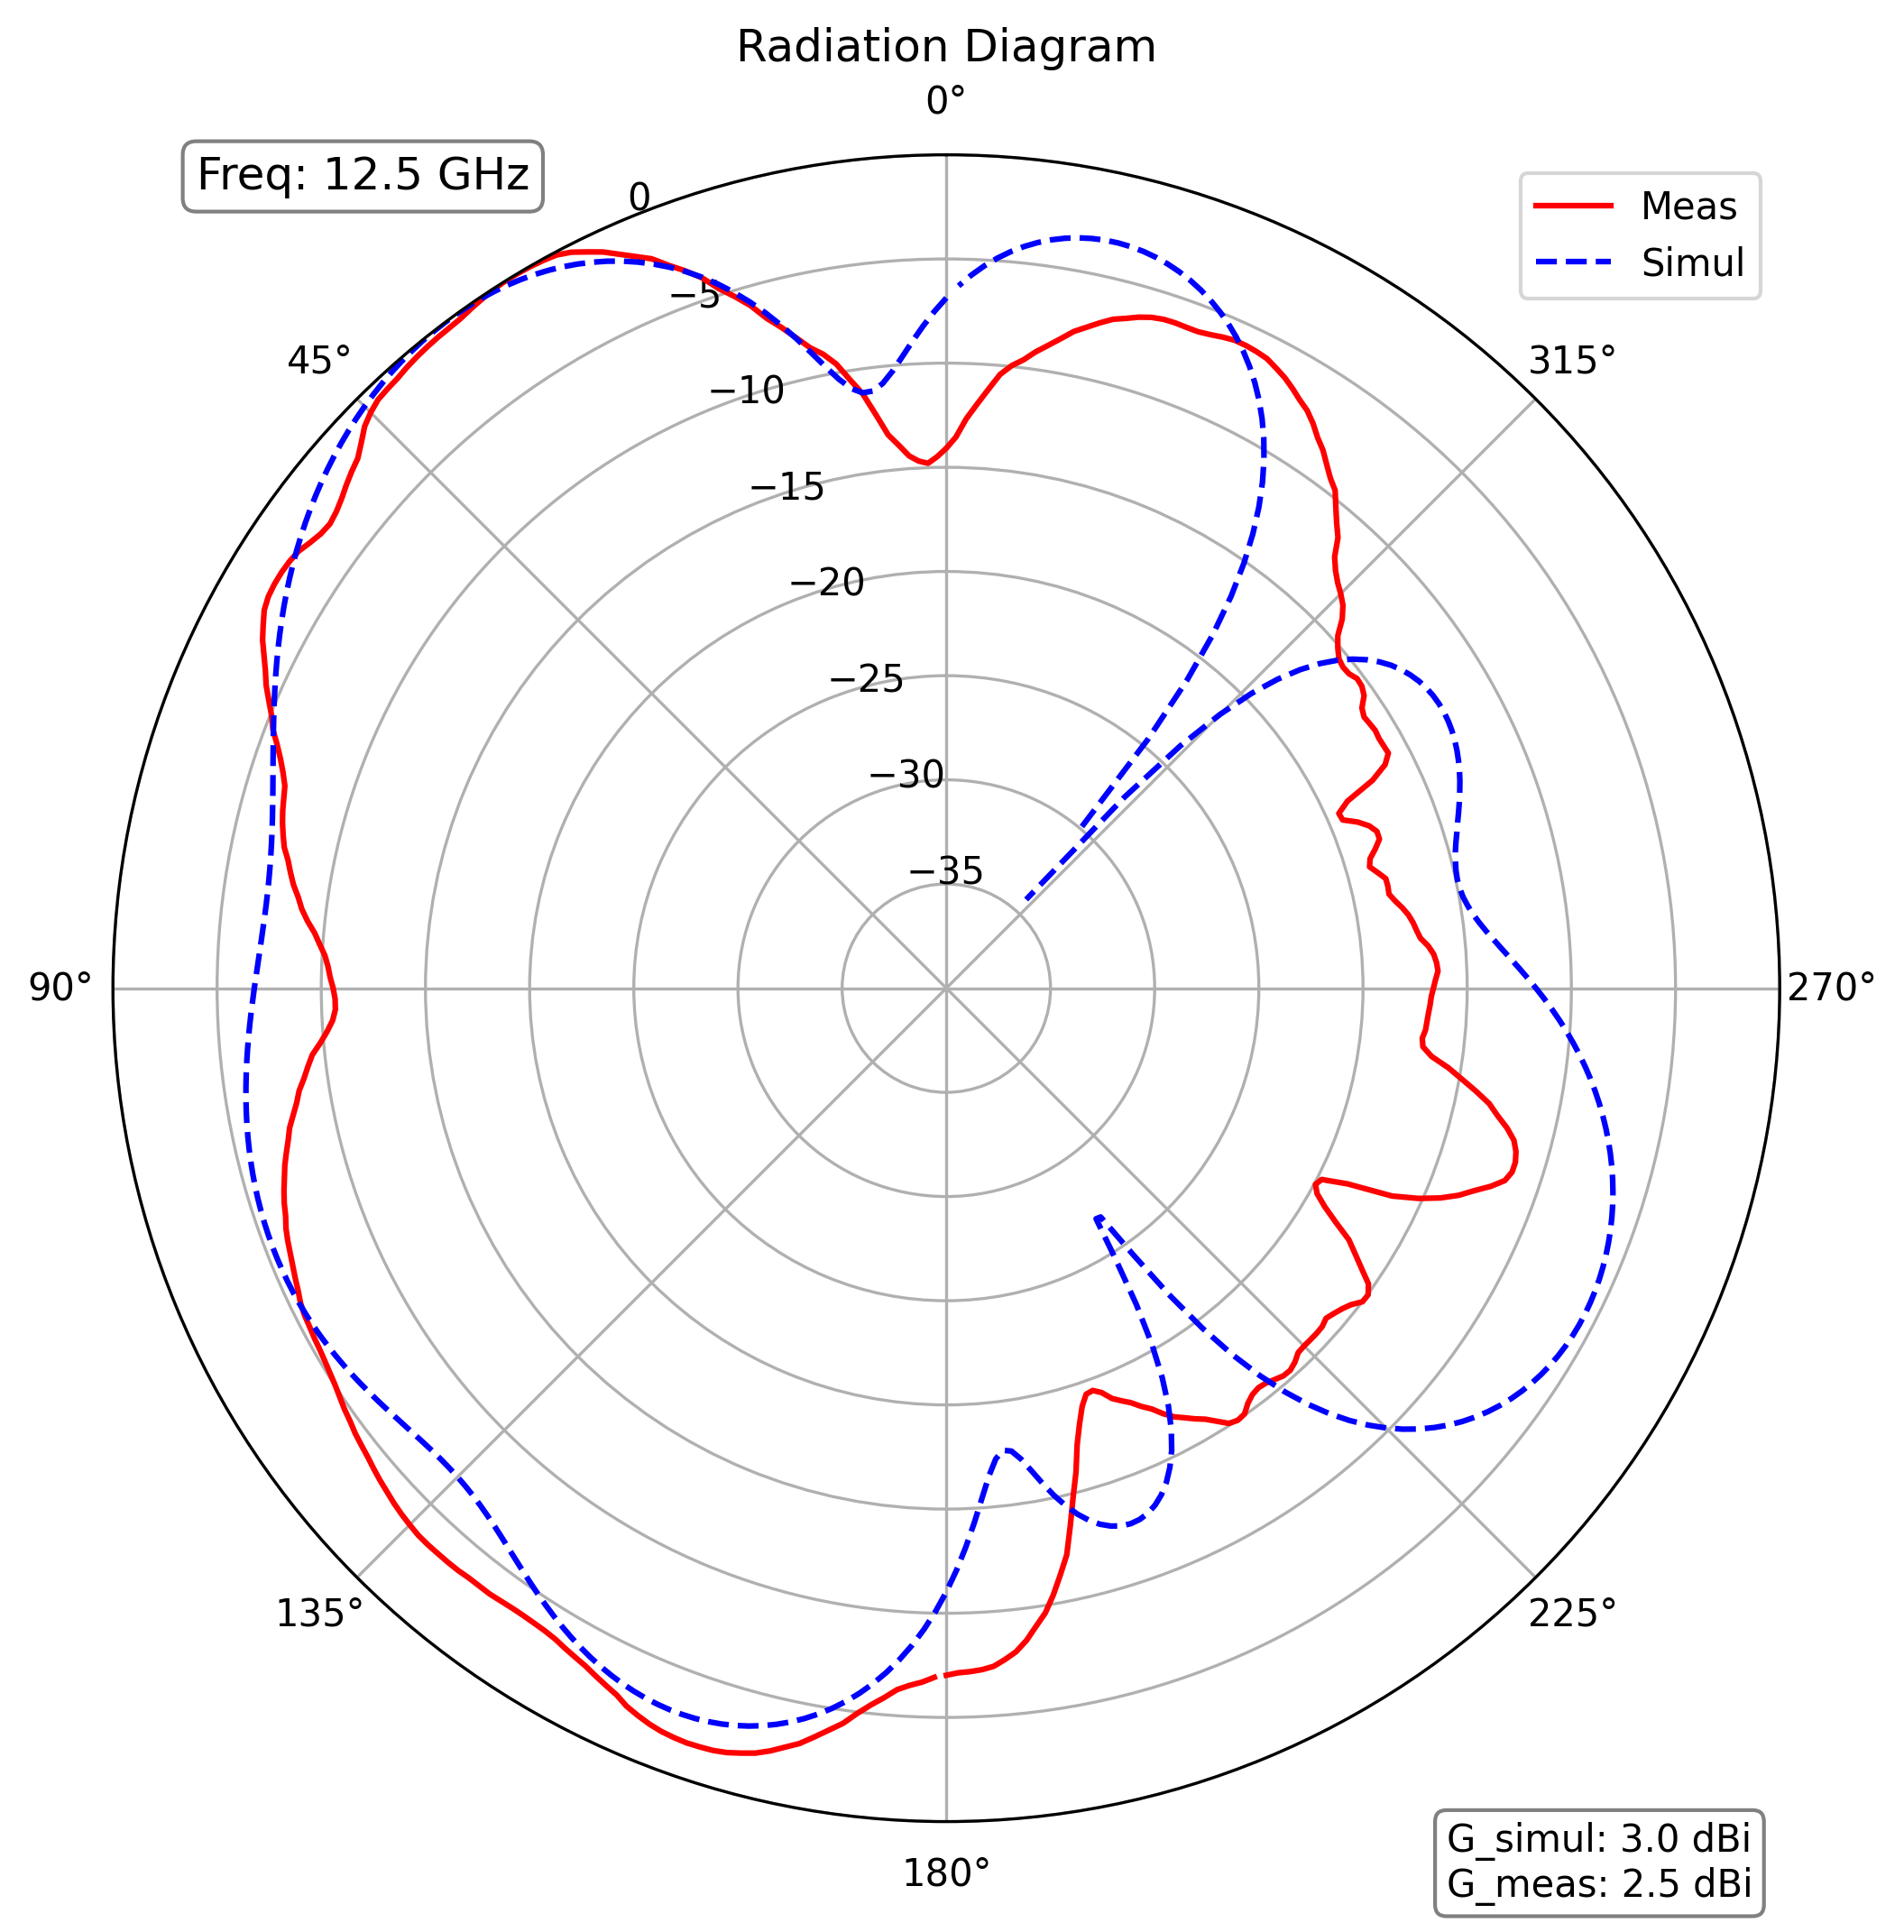 Radiation Diagram
0°
Freq: 12.5 GHz
0
Meas
Simul
−5
45°
315°
−10
−15
−20
−25
−30
−35
90°
270°
135°
225°
180°
G_simul: 3.0 dBi
G_meas: 2.5 dBi